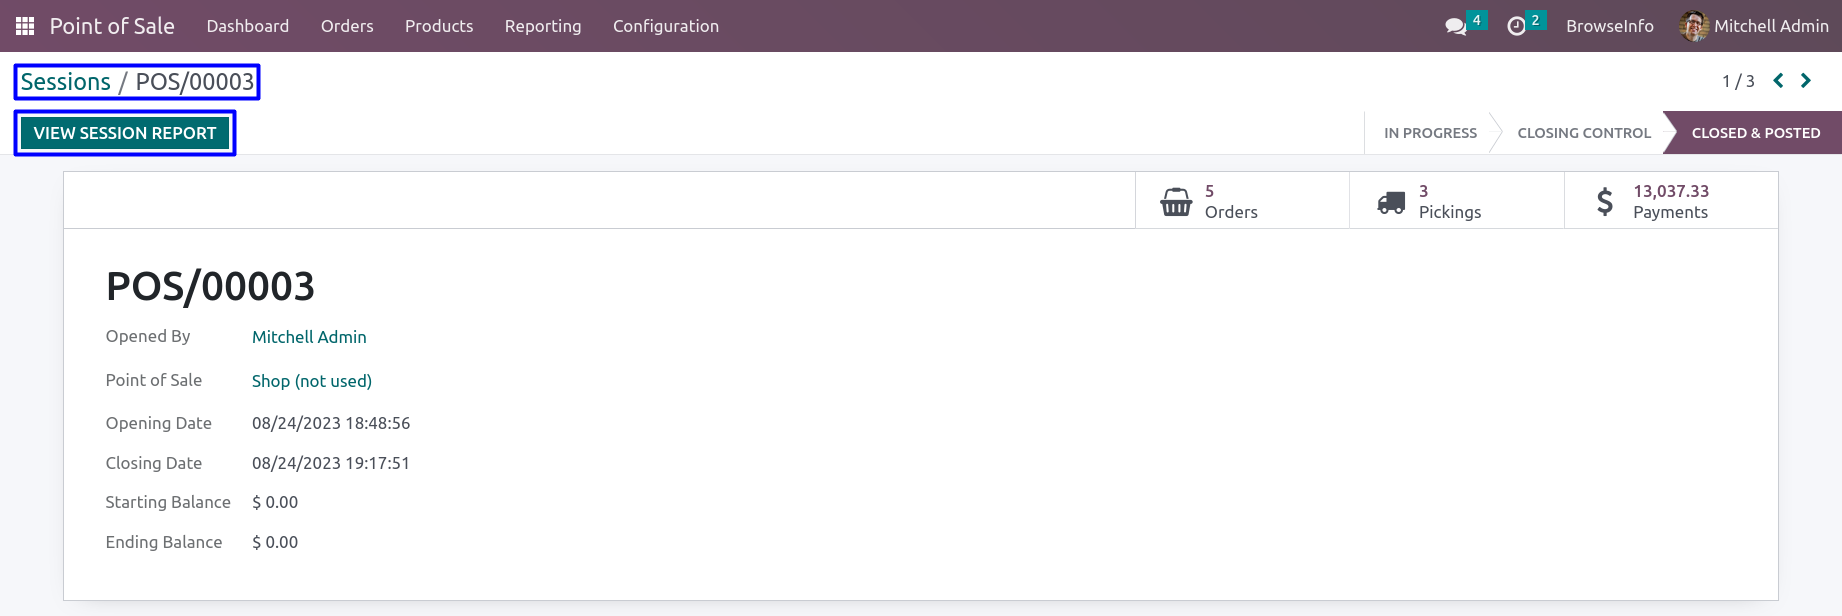 Point of Sale Dashboard Orders Products Reporting Configuration 4 2 BrowseInfo Mitchell Admin
Sessions / POS/00003 1 / 3
VIEW SESSION REPORT IN PROGRESS CLOSING CONTROL CLOSED & POSTED
5 Orders
3 Pickings
$ 13,037.33 Payments
POS/00003
Opened By Mitchell Admin
Point of Sale Shop (not used)
Opening Date 08/24/2023 18:48:56
Closing Date 08/24/2023 19:17:51
Starting Balance $ 0.00
Ending Balance $ 0.00